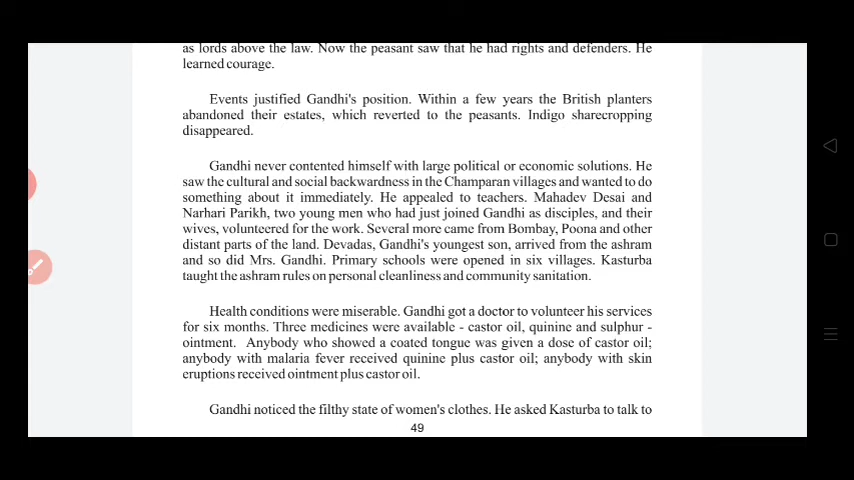 as lords above the law. Now the peasant saw that he had rights and defenders. He
learned courage.
Events justified Gandhi's position. Within a few years the British planters
abandoned their estates, which reverted to the peasants. Indigo sharecropping
disappeared.
Gandhi never contented himself with large political or economic solutions. He
saw the cultural and social backwardness in the Champaran villages and wanted to do
something about it immediately. He appealed to teachers. Mahadev Desai and
Narhari Parikh, two young men who had just joined Gandhi as disciples, and their
wives, volunteered for the work. Several more came from Bombay, Poona and other
distant parts of the land. Devadas, Gandhi's youngest son, arrived from the ashram
and so did Mrs. Gandhi. Primary schools were opened in six villages. Kasturba
taught the ashram rules on personal cleanliness and community sanitation.
Health conditions were miserable. Gandhi got a doctor to volunteer his services
for six months. Three medicines were available - castor oil, quinine and sulphur -
ointment. Anybody who showed a coated tongue was given a dose of castor oil;
anybody with malaria fever received quinine plus castor oil; anybody with skin
eruptions received ointment plus castor oil.
Gandhi noticed the filthy state of women's clothes. He asked Kasturba to talk to
49